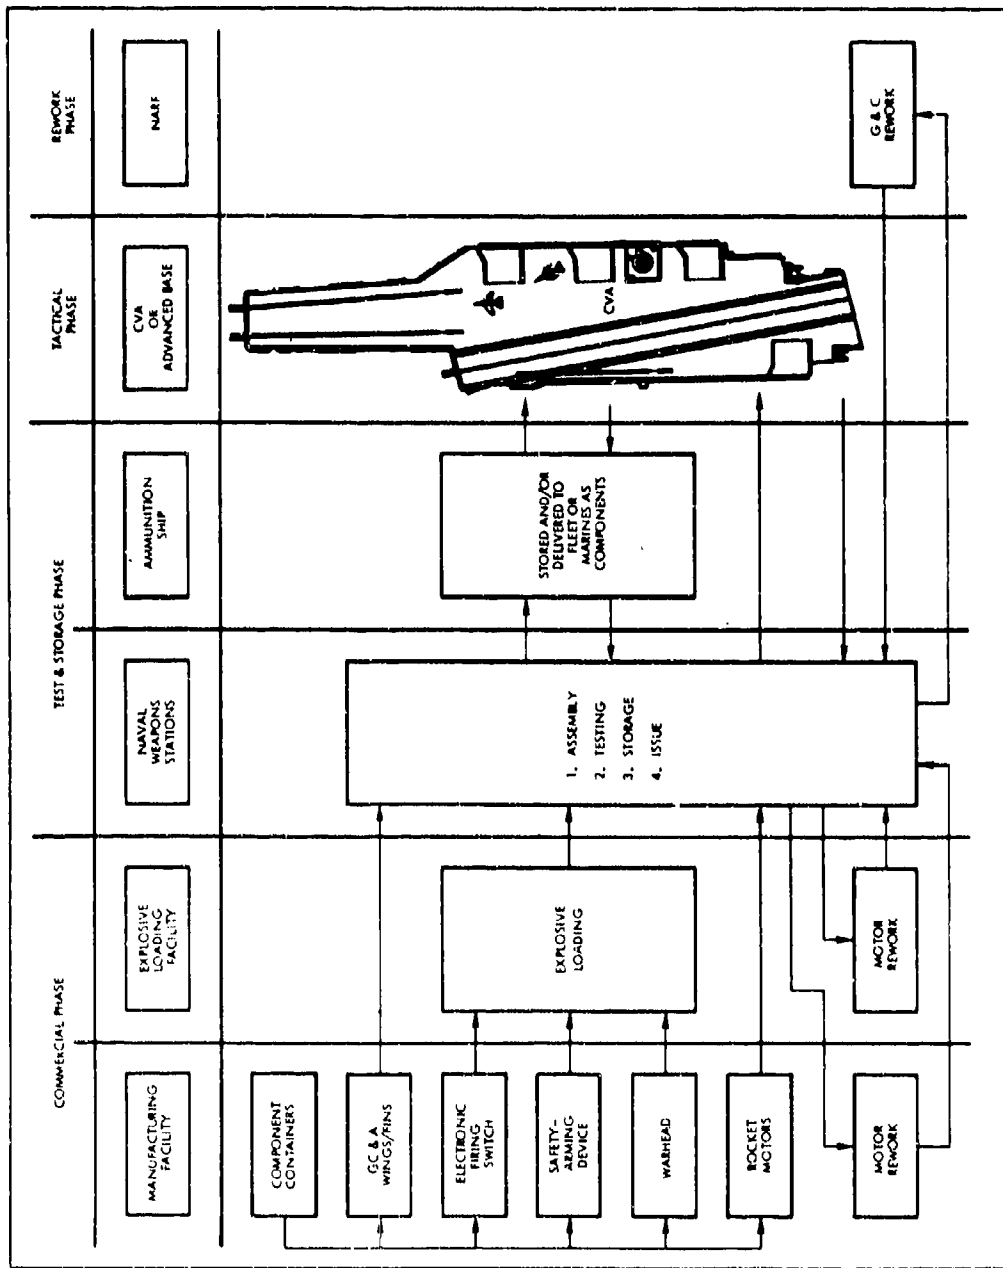 COMMERCIAL PHASE
TEST & STORAGE PHASE
TACTICAL
PHASE
REWORK
PHASE
MANUFACTURING
FACILITY
EXPLOSIVE
LOADING
FACILITY
NAVAL
WEAPONS
STATIONS
AMMUNITION
SHIP
CVA
OR
ADVANCED BASE
NARF
COMPONENT
CONTAINERS
GC & A
WINGS/FINS
ELECTRONIC
FIRING
SWITCH
SAFETY-
ARMING
DEVICE
WARHEAD
ROCKET
MOTORS
MOTOR
REWORK
EXPLOSIVE
LOADING
MOTOR
REWORK
1. ASSEMBLY
2. TESTING
3. STORAGE
4. ISSUE
STORED AND/OR
DELIVERED TO
FLEET OR
MARINES AS
COMPONENTS
CVA
G & C
REWORK